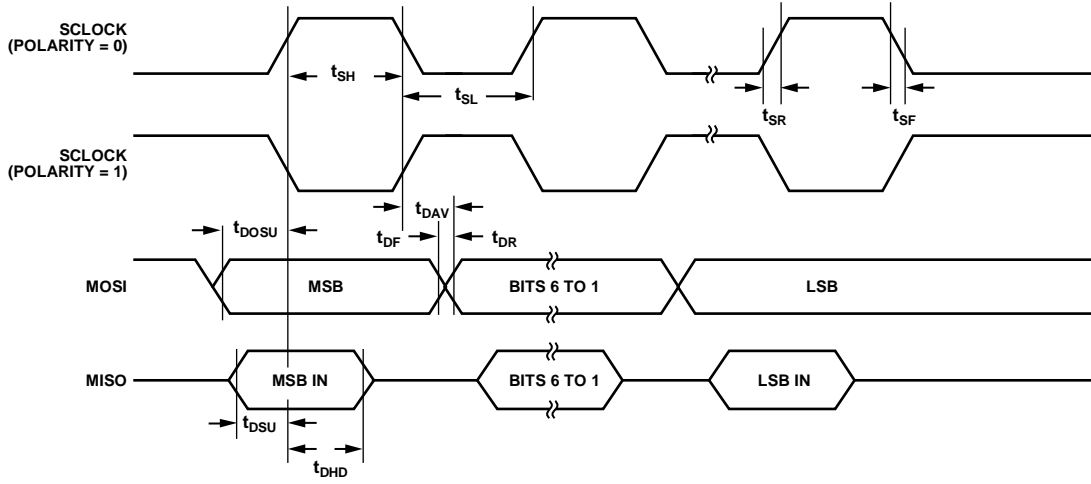 SCLOCK
(POLARITY = 0)
tSH
tSL
tSR
tSF
SCLOCK
(POLARITY = 1)
tDAV
tDOSU
tDF
tDR
MOSI
MSB
BITS 6 TO 1
LSB
MISO
MSB IN
BITS 6 TO 1
LSB IN
tDSU
tDHD